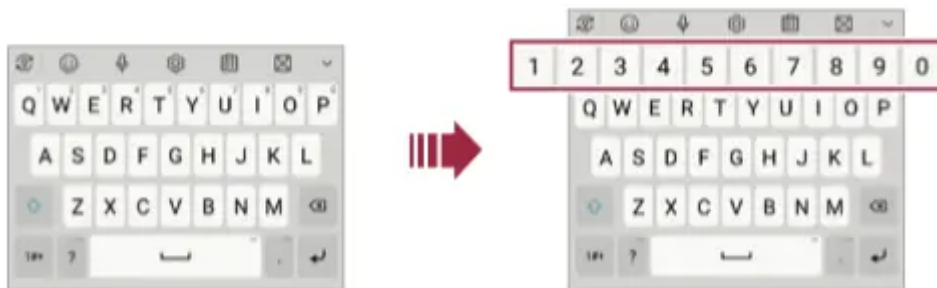 Q W E R T Y U I O P
A S D F G H J K L
Z X C V B N M
?
1 2 3 4 5 6 7 8 9 0
Q W E R T Y U I O P
A S D F G H J K L
Z X C V B N M
?